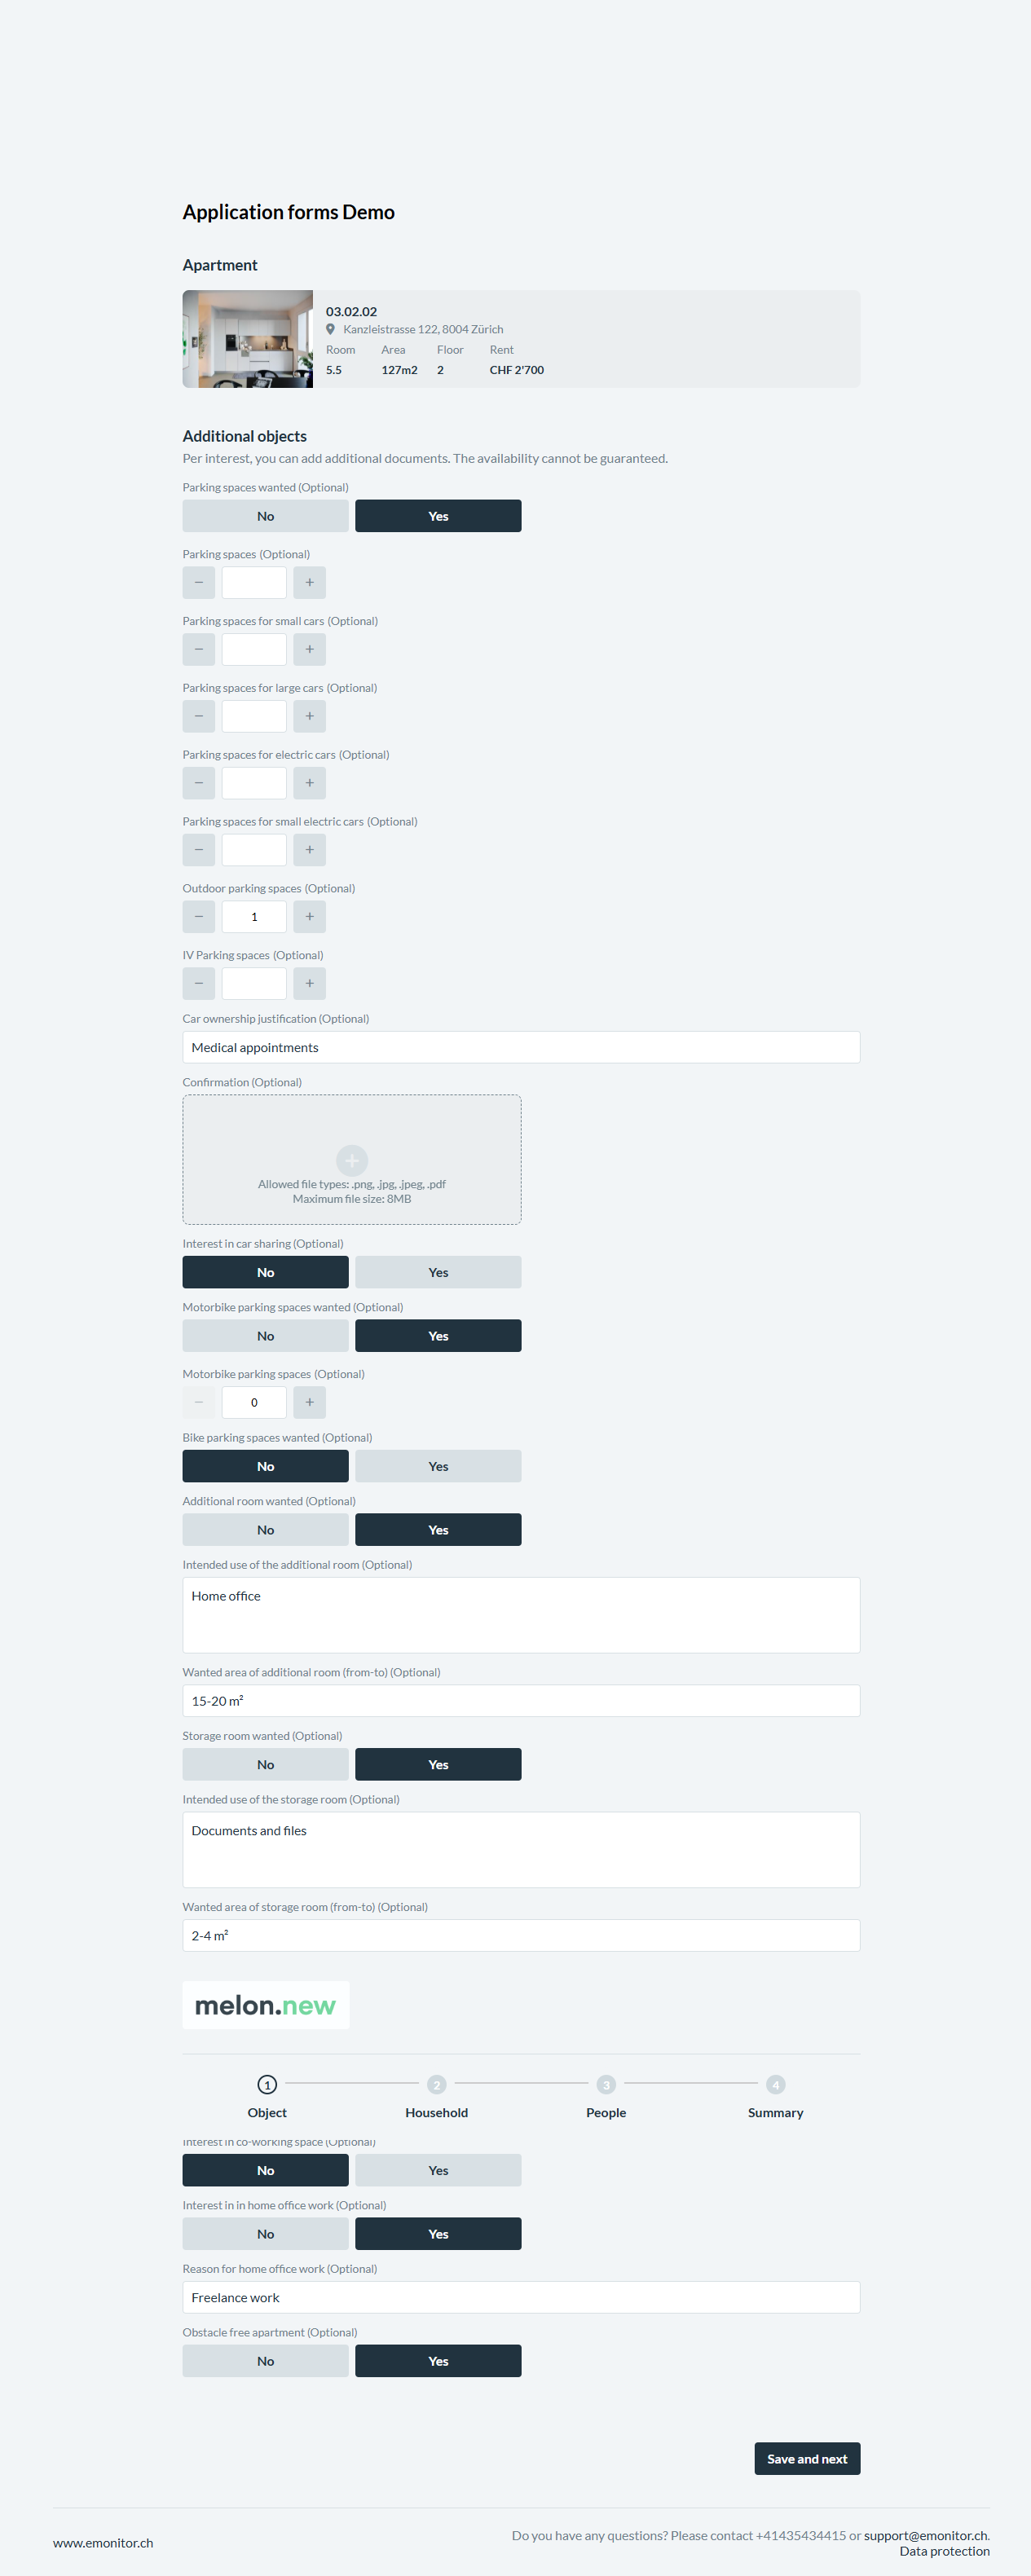 Application forms Demo
Apartment
03.02.02
Kanzleistrasse 122, 8004 Zürich
Room Area Floor Rent
5.5 127m2 2 CHF 2'700
Additional objects
Per interest, you can add additional documents. The availability cannot be guaranteed.
Parking spaces wanted (Optional)
No Yes
Parking spaces (Optional)
− +
Parking spaces for small cars (Optional)
− +
Parking spaces for large cars (Optional)
− +
Parking spaces for electric cars (Optional)
− +
Parking spaces for small electric cars (Optional)
− +
Outdoor parking spaces (Optional)
− 1 +
IV Parking spaces (Optional)
− +
Car ownership justification (Optional)
Medical appointments
Confirmation (Optional)
Allowed file types: .png, .jpg, .jpeg, .pdf
Maximum file size: 8MB
Interest in car sharing (Optional)
No Yes
Motorbike parking spaces wanted (Optional)
No Yes
Motorbike parking spaces (Optional)
− 0 +
Bike parking spaces wanted (Optional)
No Yes
Additional room wanted (Optional)
No Yes
Intended use of the additional room (Optional)
Home office
Wanted area of additional room (from-to) (Optional)
15-20 m²
Storage room wanted (Optional)
No Yes
Intended use of the storage room (Optional)
Documents and files
Wanted area of storage room (from-to) (Optional)
2-4 m²
melon.new
1 2 3 4
Object Household People Summary
Interest in co-working space (Optional)
No Yes
Interest in in home office work (Optional)
No Yes
Reason for home office work (Optional)
Freelance work
Obstacle free apartment (Optional)
No Yes
Save and next
www.emonitor.ch
Do you have any questions? Please contact +41435434415 or support@emonitor.ch.
Data protection